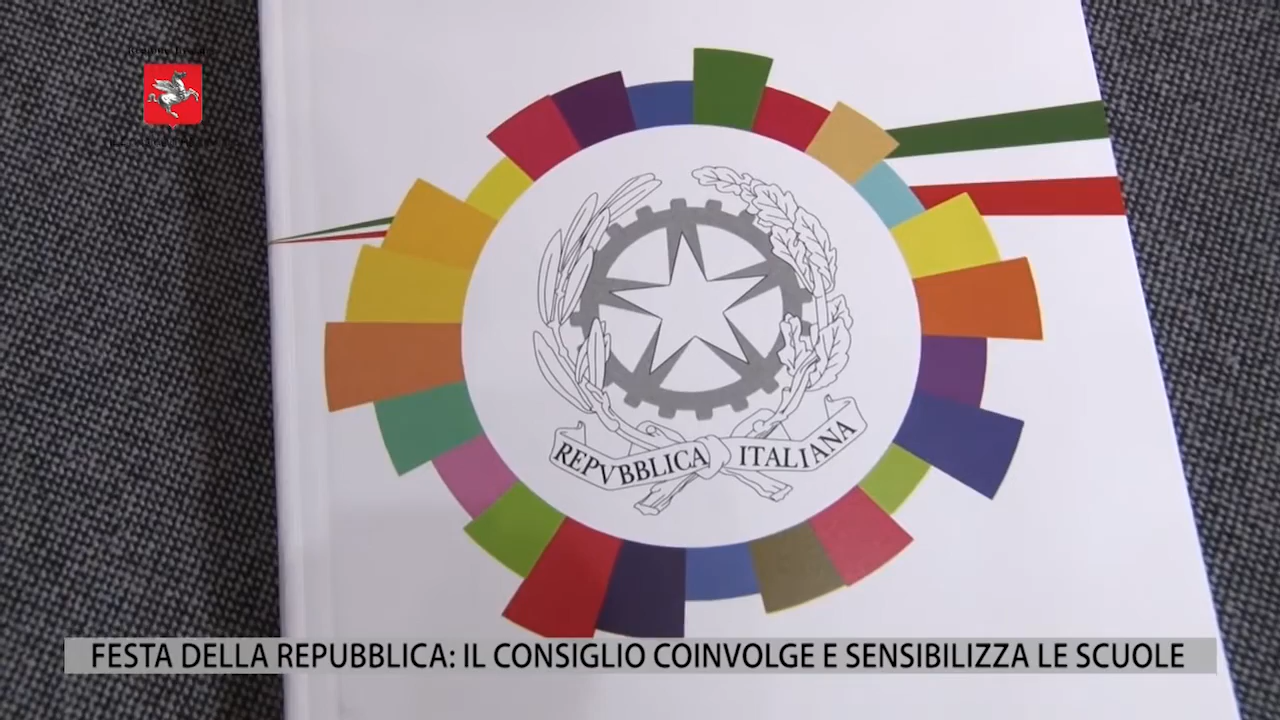 REPVBBLICA ITALIANA
FESTA DELLA REPUBBLICA: IL CONSIGLIO COINVOLGE E SENSIBILIZZA LE SCUOLE